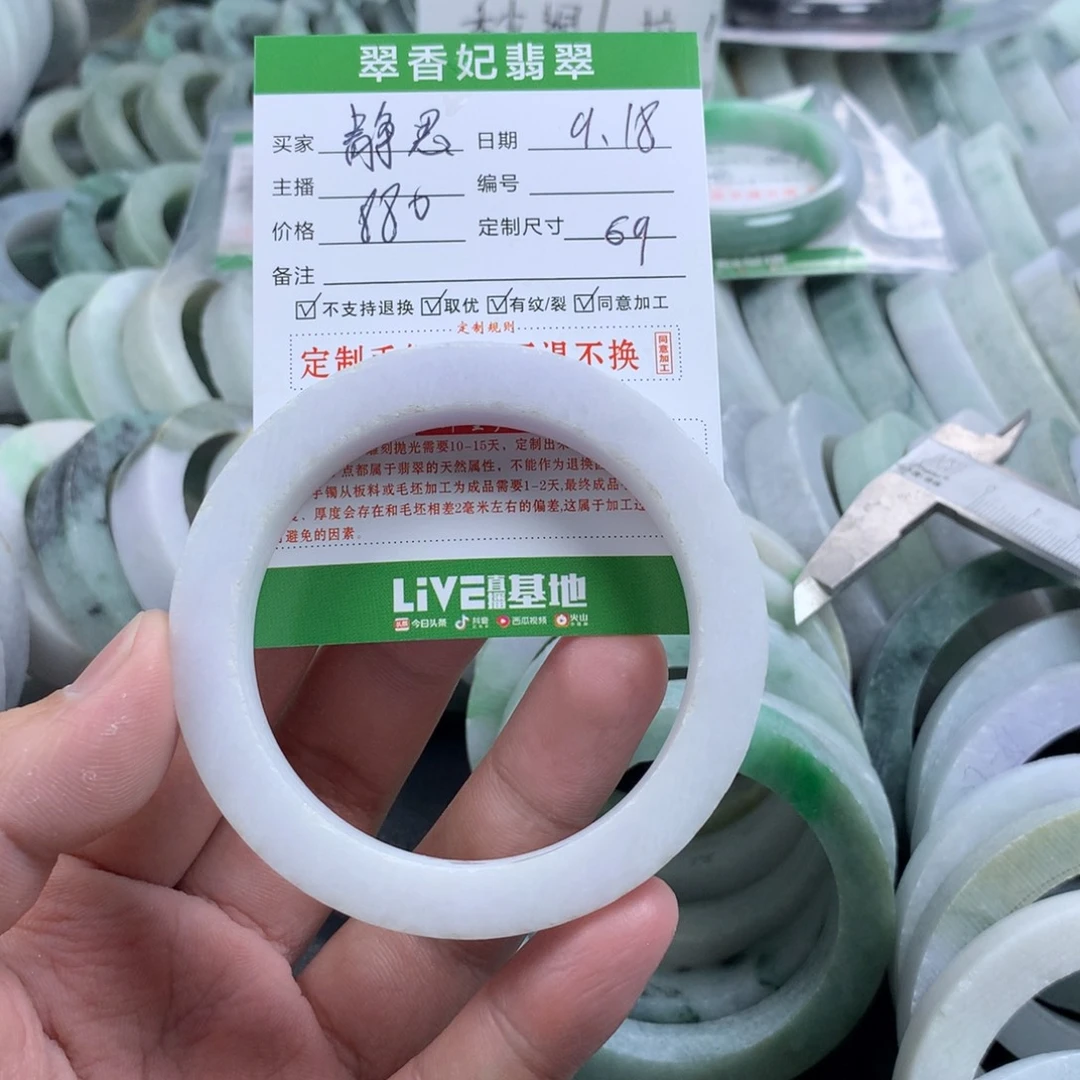 翠香妃翡翠
买家 静思 日期 9.18
主播 编号
价格 880 定制尺寸 69
备注
不支持退换 取优 有纹/裂 同意加工
定制规则
定制 不换 同意加工
刻抛光需要10-15天，定制出
点都属于翡翠的天然属性，不能作为退换
手镯从板料或毛坯加工为成品需要1-2天,最终成品
、厚度会存在和毛坯相差2毫米左右的偏差,这属于加工过
避免的因素。
LiVE直播基地
头条 今日头条 抖音 西瓜视频 火山